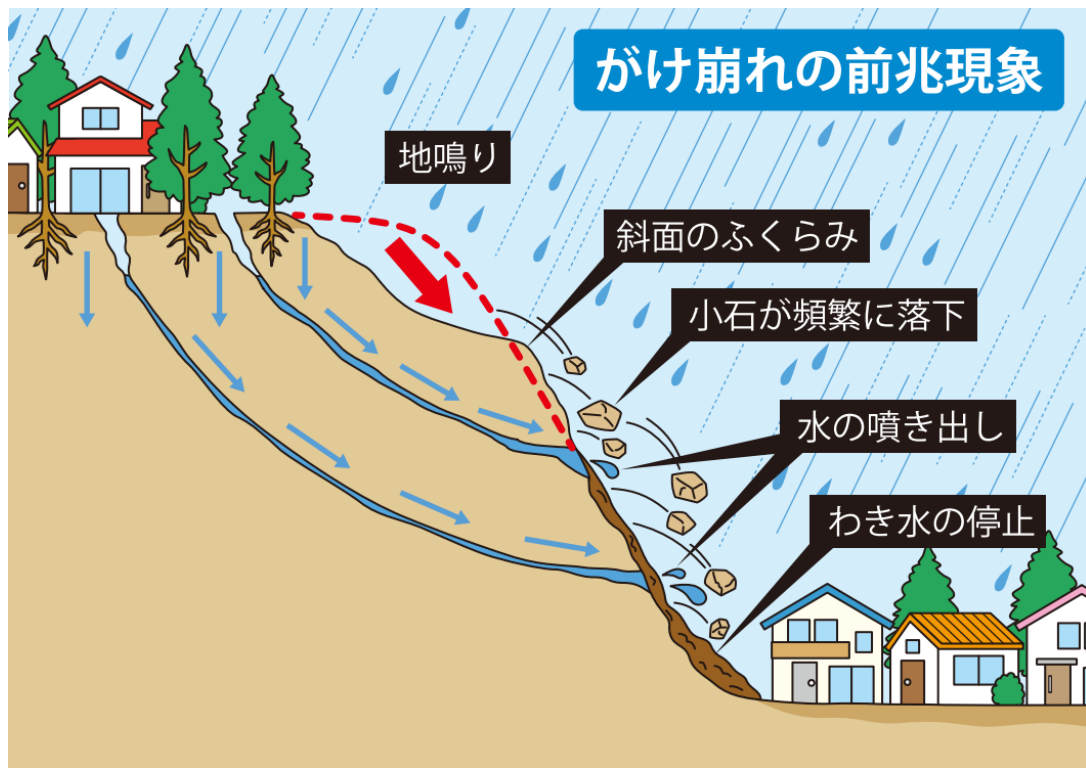 がけ崩れの前兆現象
地鳴り
斜面のふくらみ
小石が頻繁に落下
水の噴き出し
わき水の停止